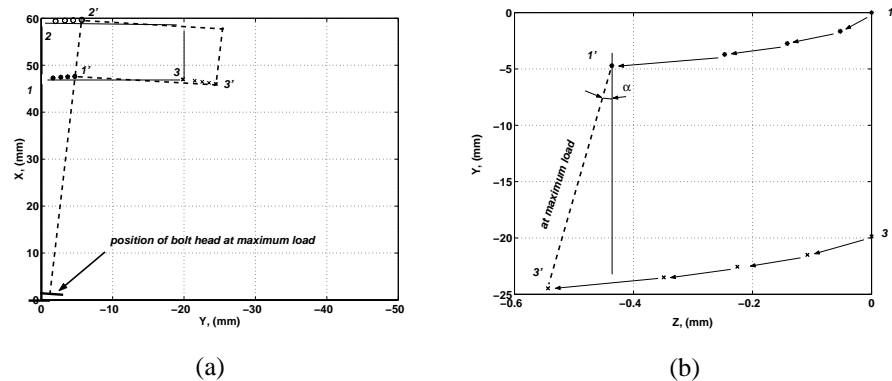 60
50
40
30
20
10
0
X, (mm)
2
2'
1
1'
3
3'
position of bolt head at maximum load
0 −10 −20 −30 −40 −50
Y, (mm)
(a)
0
−5
−10
−15
−20
−25
Y, (mm)
1
1'
α
at maximum load
3
3'
−0.8 −0.6 −0.4 −0.2 0
Z, (mm)
(b)